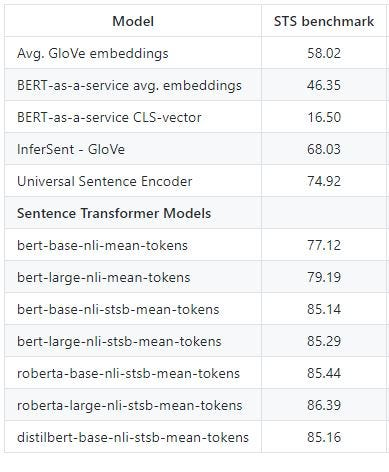 Model STS benchmark
Avg. GloVe embeddings 58.02
BERT-as-a-service avg. embeddings 46.35
BERT-as-a-service CLS-vector 16.50
InferSent - GloVe 68.03
Universal Sentence Encoder 74.92
Sentence Transformer Models
bert-base-nli-mean-tokens 77.12
bert-large-nli-mean-tokens 79.19
bert-base-nli-stsb-mean-tokens 85.14
bert-large-nli-stsb-mean-tokens 85.29
roberta-base-nli-stsb-mean-tokens 85.44
roberta-large-nli-stsb-mean-tokens 86.39
distilbert-base-nli-stsb-mean-tokens 85.16